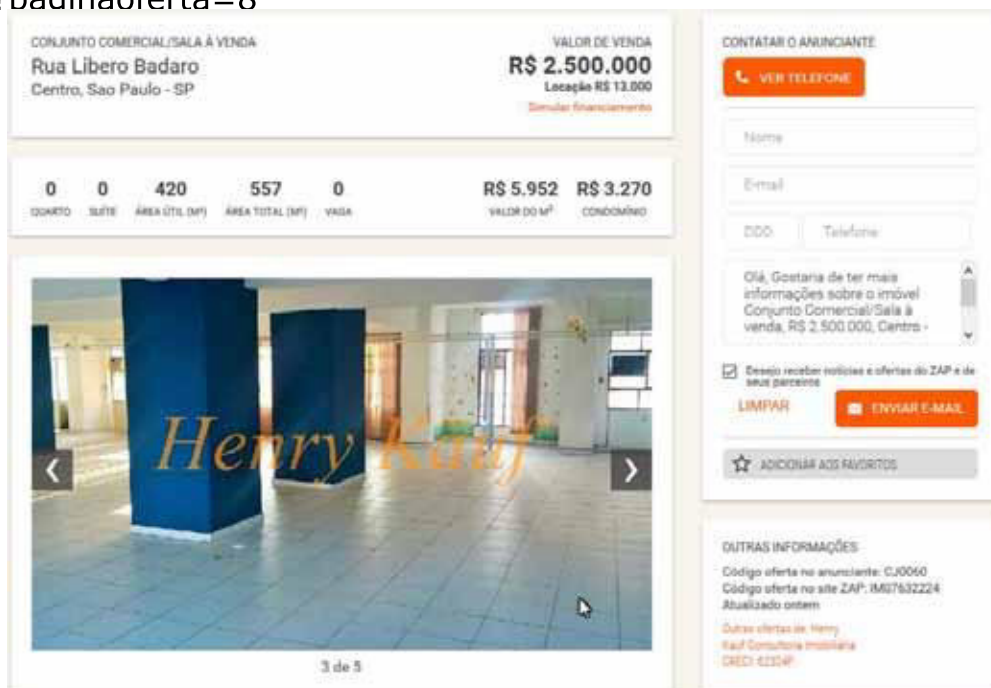 paginaoferta=8
CONJUNTO COMERCIAL/SALA À VENDA
Rua Libero Badaro
Centro, Sao Paulo - SP
VALOR DE VENDA
R$ 2.500.000
Locação R$ 13.000
Simular financiamento
0 0 420 557 0
QUARTO SUÍTE ÁREA ÚTIL (M²) ÁREA TOTAL (M²) VAGA
R$ 5.952 R$ 3.270
VALOR DO M² CONDOMÍNIO
Henry Kauf
3 de 5
CONTATAR O ANUNCIANTE
VER TELEFONE
Nome
E-mail
DDD Telefone
Olá, Gostaria de ter mais
informações sobre o imóvel
Conjunto Comercial/Sala à
venda, R$ 2.500.000, Centro -
Desejo receber notícias e ofertas do ZAP e de
seus parceiros
LIMPAR ENVIAR E-MAIL
ADICIONAR AOS FAVORITOS
OUTRAS INFORMAÇÕES
Código oferta no anunciante: CJ0060
Código oferta no site ZAP: IM07632224
Atualizado ontem
Outras ofertas de: Henry
Kauf Consultoria Imobiliária
CRECI: